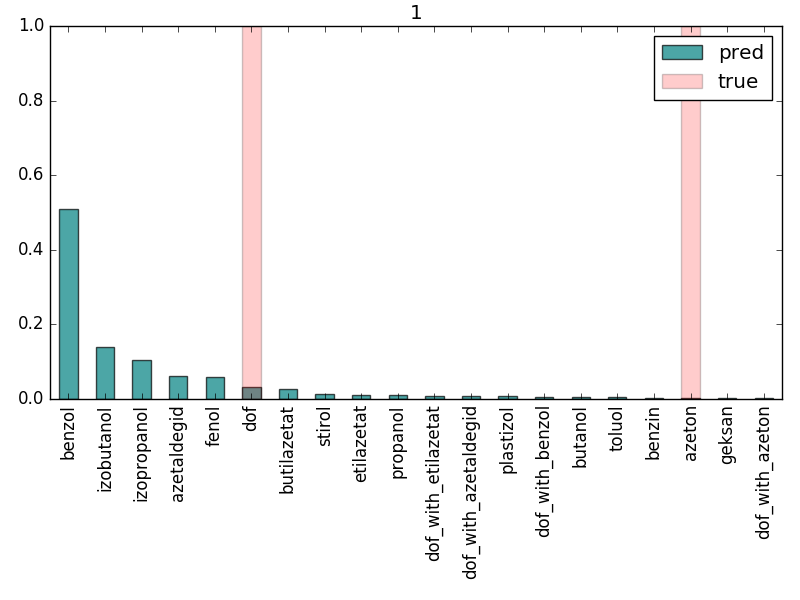 1
pred
true
1.0
0.8
0.6
0.4
0.2
0.0
benzol
izobutanol
izopropanol
azetaldegid
fenol
dof
butilazetat
stirol
etilazetat
propanol
dof_with_etilazetat
dof_with_azetaldegid
plastizol
dof_with_benzol
butanol
toluol
benzin
azeton
geksan
dof_with_azeton